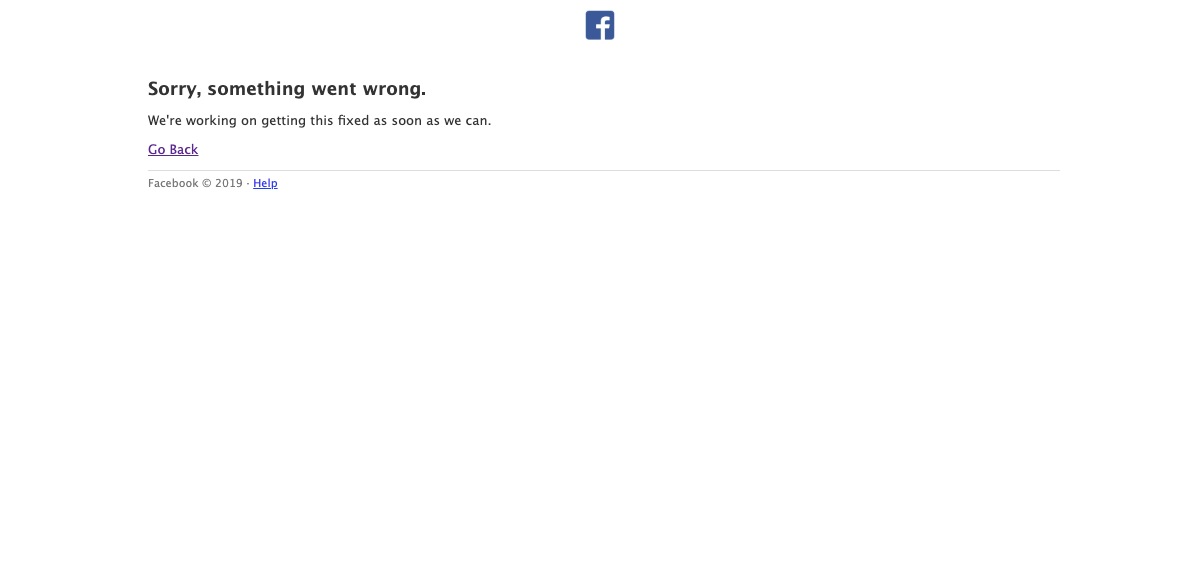 Sorry, something went wrong.
We're working on getting this fixed as soon as we can.
Go Back
Facebook © 2019 · Help